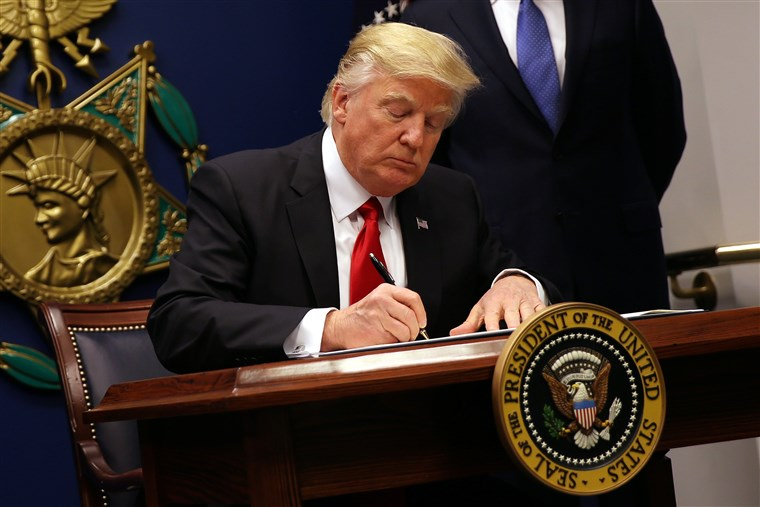 SEAL OF THE PRESIDENT OF THE UNITED STATES